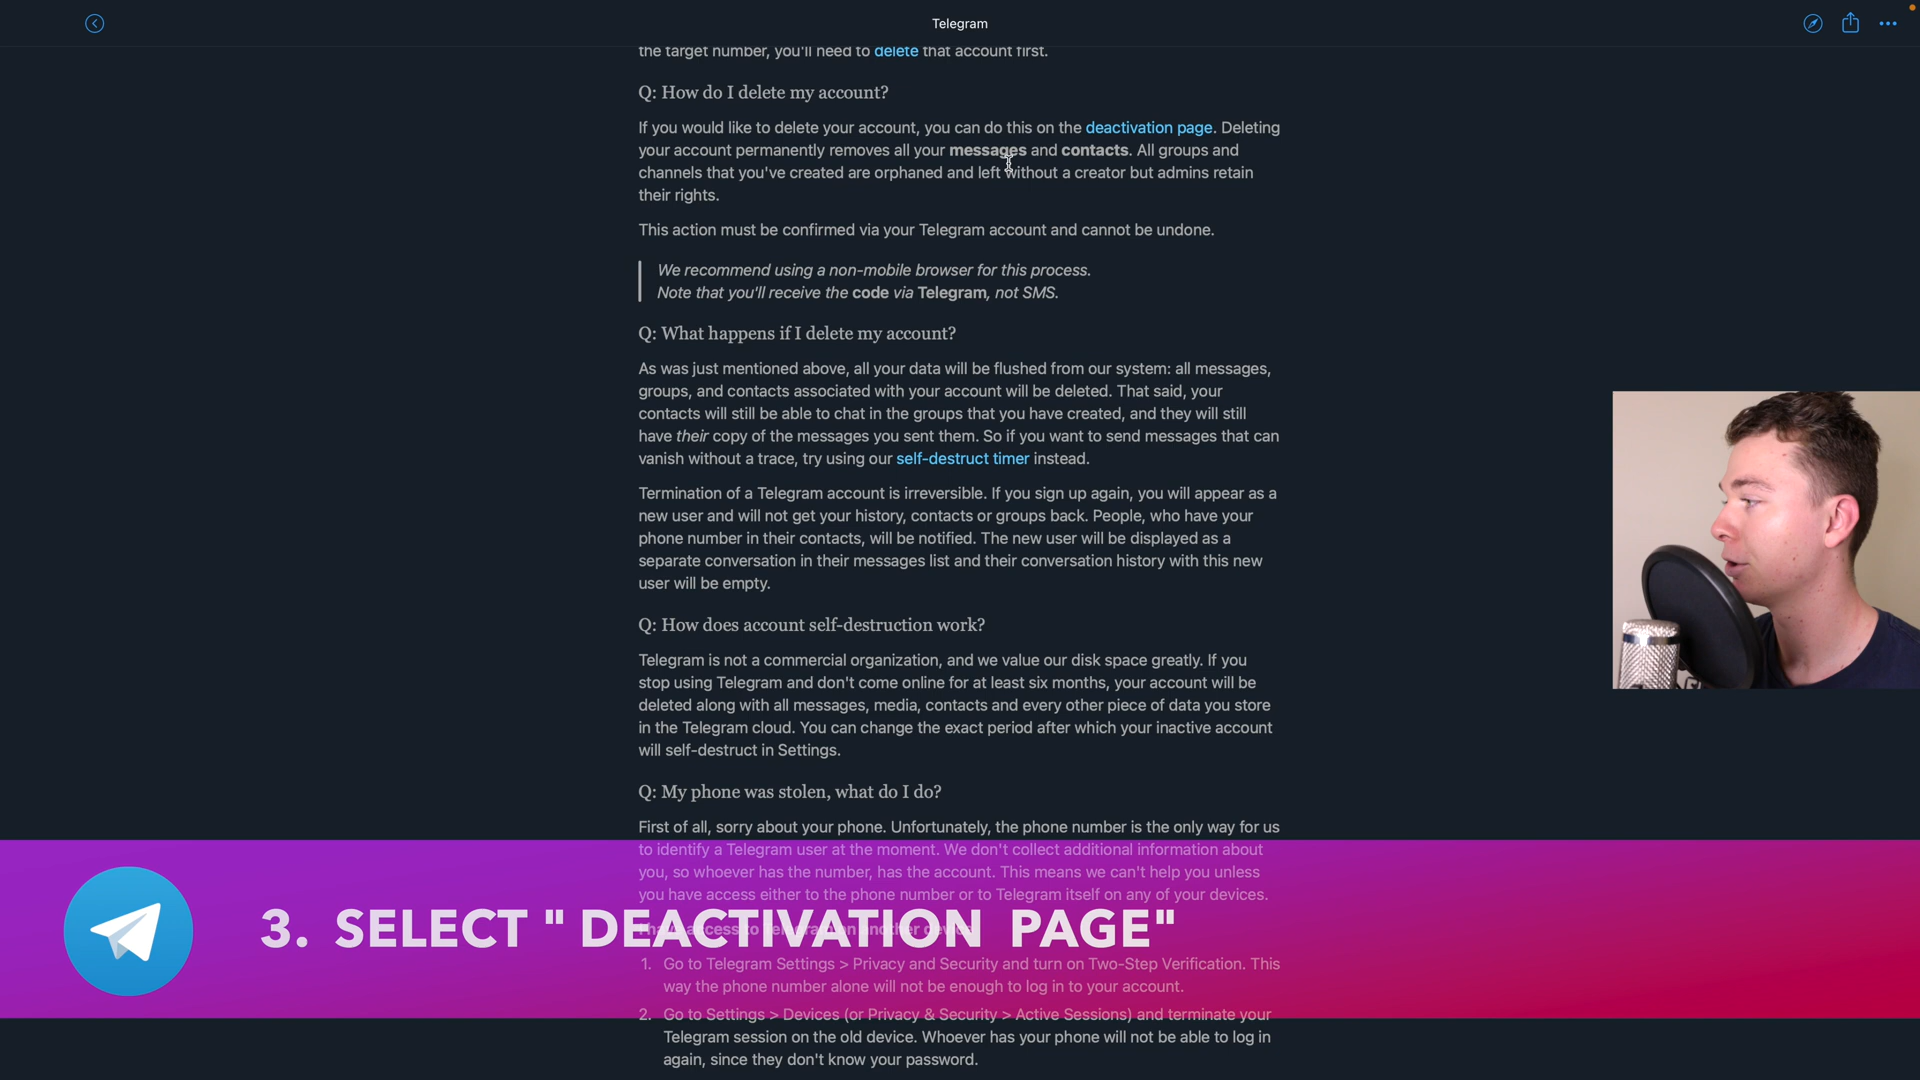 Telegram
the target number, you'll need to delete that account first.
Q: How do I delete my account?
If you would like to delete your account, you can do this on the deactivation page. Deleting
your account permanently removes all your messages and contacts. All groups and
channels that you've created are orphaned and left without a creator but admins retain
their rights.
This action must be confirmed via your Telegram account and cannot be undone.
We recommend using a non-mobile browser for this process.
Note that you'll receive the code via Telegram, not SMS.
Q: What happens if I delete my account?
As was just mentioned above, all your data will be flushed from our system: all messages,
groups, and contacts associated with your account will be deleted. That said, your
contacts will still be able to chat in the groups that you have created, and they will still
have their copy of the messages you sent them. So if you want to send messages that can
vanish without a trace, try using our self-destruct timer instead.
Termination of a Telegram account is irreversible. If you sign up again, you will appear as a
new user and will not get your history, contacts or groups back. People, who have your
phone number in their contacts, will be notified. The new user will be displayed as a
separate conversation in their messages list and their conversation history with this new
user will be empty.
Q: How does account self-destruction work?
Telegram is not a commercial organization, and we value our disk space greatly. If you
stop using Telegram and don't come online for at least six months, your account will be
deleted along with all messages, media, contacts and every other piece of data you store
in the Telegram cloud. You can change the exact period after which your inactive account
will self-destruct in Settings.
Q: My phone was stolen, what do I do?
First of all, sorry about your phone. Unfortunately, the phone number is the only way for us
to identify a Telegram user at the moment. We don't collect additional information about
you, so whoever has the number, has the account. This means we can't help you unless
you have access either to the phone number or to Telegram itself on any of your devices.
3. SELECT " DEACTIVATION PAGE"
1. Go to Telegram Settings > Privacy and Security and turn on Two-Step Verification. This
way the phone number alone will not be enough to log in to your account.
2. Go to Settings > Devices (or Privacy & Security > Active Sessions) and terminate your
Telegram session on the old device. Whoever has your phone will not be able to log in
again, since they don't know your password.